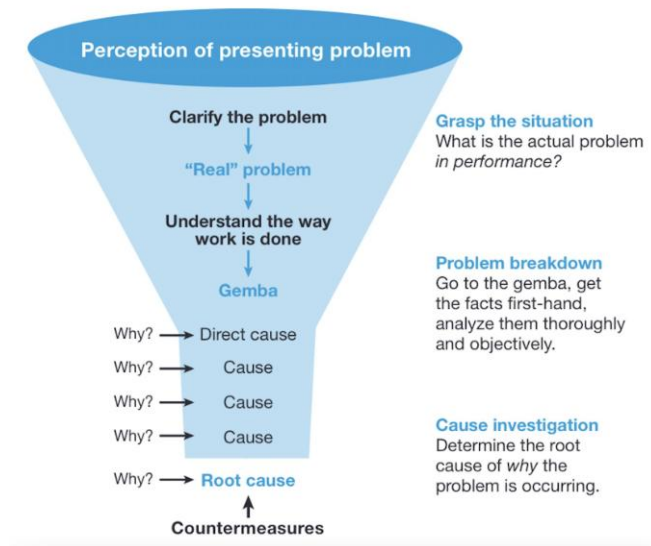 Perception of presenting problem
Clarify the problem
"Real" problem
Understand the way
work is done
Gemba
Why?
Direct cause
Why?
Cause
Why?
Cause
Why?
Cause
Why?
Root cause
Countermeasures
Grasp the situation
What is the actual problem
in performance?
Problem breakdown
Go to the gemba, get
the facts first-hand,
analyze them thoroughly
and objectively.
Cause investigation
Determine the root
cause of why the
problem is occurring.